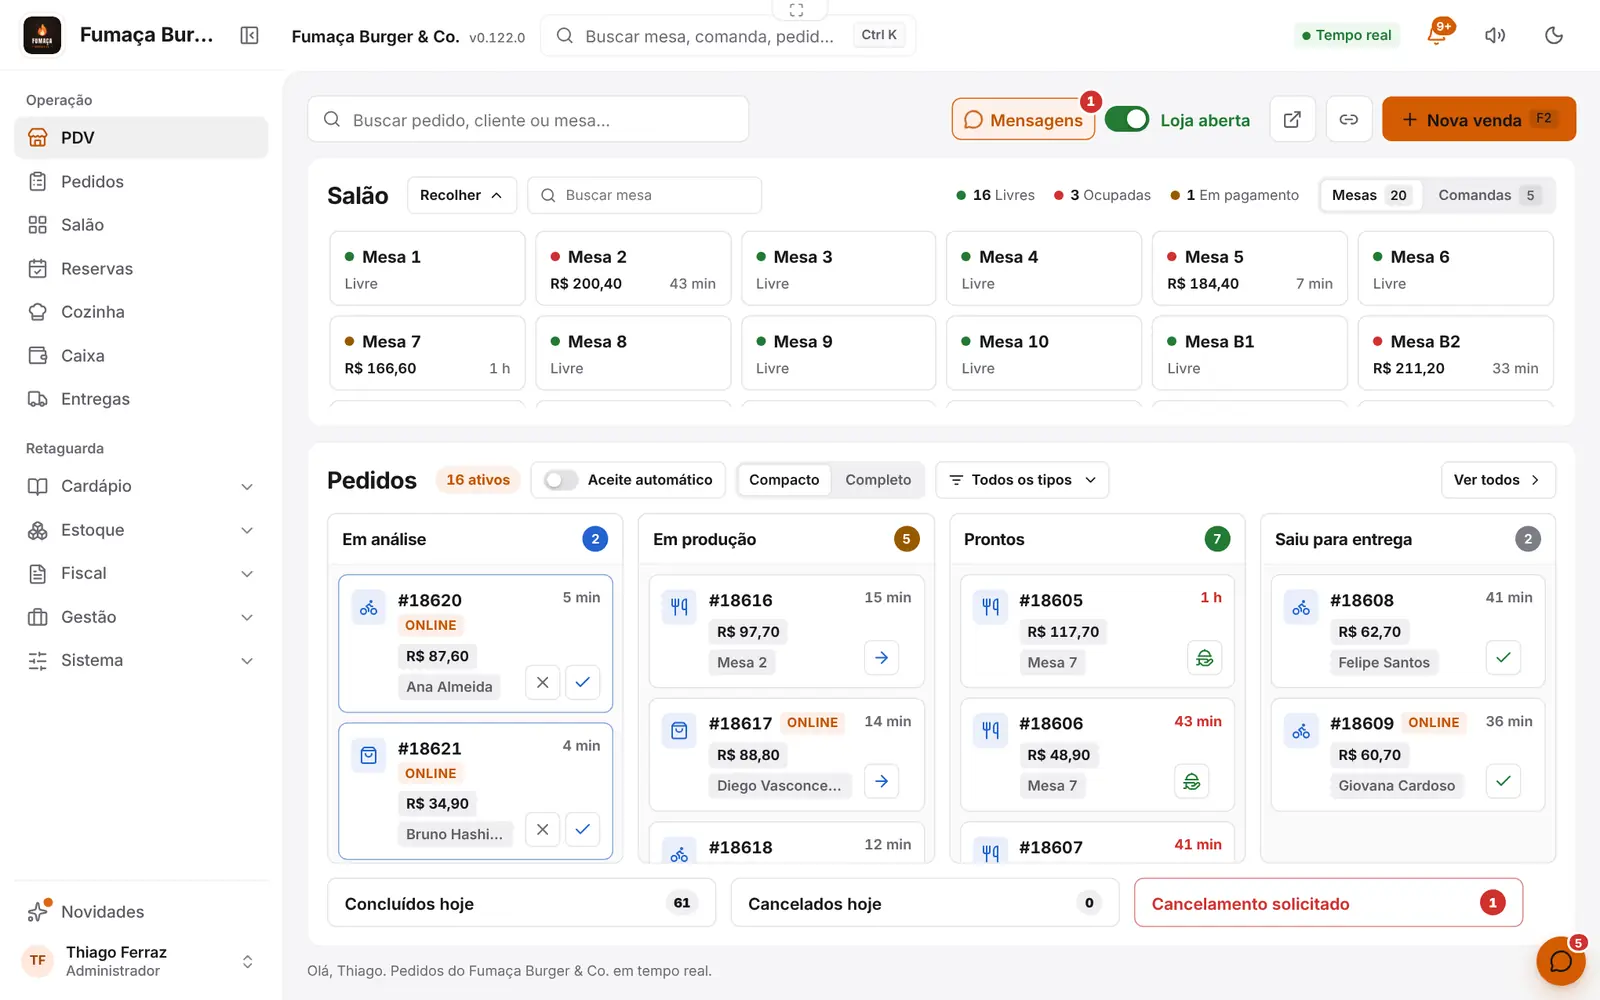 FUMAÇA
Fumaça Bur...
Fumaça Burger & Co. v0.122.0
Buscar mesa, comanda, pedid... Ctrl K
Tempo real
9+
Operação
PDV
Pedidos
Salão
Reservas
Cozinha
Caixa
Entregas
Retaguarda
Cardápio
Estoque
Fiscal
Gestão
Sistema
Novidades
TF
Thiago Ferraz
Administrador
Buscar pedido, cliente ou mesa...
Mensagens 1
Loja aberta
+ Nova venda F2
Salão
Recolher
Buscar mesa
16 Livres 3 Ocupadas 1 Em pagamento
Mesas 20 Comandas 5
Mesa 1
Livre
Mesa 2
R$ 200,40 43 min
Mesa 3
Livre
Mesa 4
Livre
Mesa 5
R$ 184,40 7 min
Mesa 6
Livre
Mesa 7
R$ 166,60 1 h
Mesa 8
Livre
Mesa 9
Livre
Mesa 10
Livre
Mesa B1
Livre
Mesa B2
R$ 211,20 33 min
Pedidos
16 ativos
Aceite automático
Compacto Completo
Todos os tipos
Ver todos
Em análise 2
#18620 5 min
ONLINE
R$ 87,60
Ana Almeida
#18621 4 min
ONLINE
R$ 34,90
Bruno Hashi...
Em produção 5
#18616 15 min
R$ 97,70
Mesa 2
#18617 ONLINE 14 min
R$ 88,80
Diego Vasconce...
#18618 12 min
Prontos 7
#18605 1 h
R$ 117,70
Mesa 7
#18606 43 min
R$ 48,90
Mesa 7
#18607 41 min
Saiu para entrega 2
#18608 41 min
R$ 62,70
Felipe Santos
#18609 ONLINE 36 min
R$ 60,70
Giovana Cardoso
Concluídos hoje 61
Cancelados hoje 0
Cancelamento solicitado 1
Olá, Thiago. Pedidos do Fumaça Burger & Co. em tempo real.
5